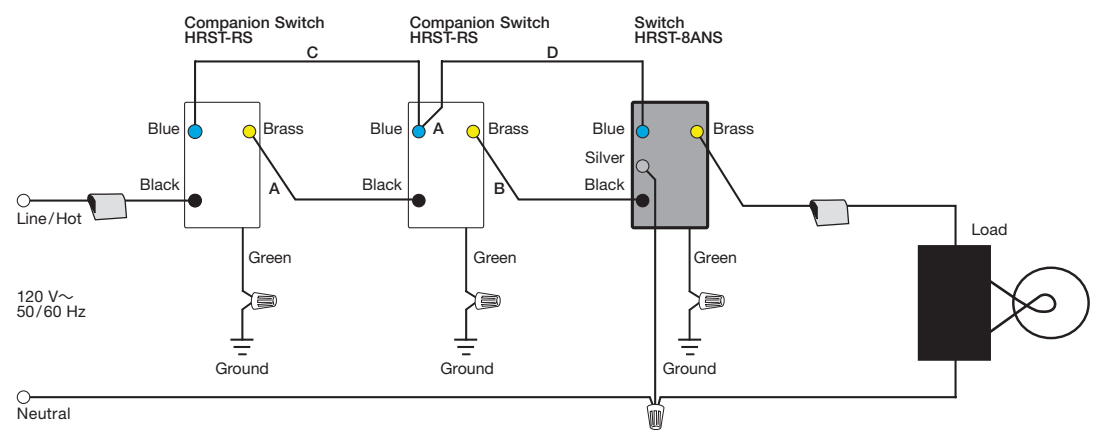 Companion Switch
HRST-RS
Companion Switch
HRST-RS
Switch
HRST-8ANS
C
D
Blue
Brass
Blue
A
Brass
Blue
Brass
Silver
Black
A
Black
B
Black
Line/Hot
Load
Green
Green
Green
120 V~
50/60 Hz
Ground
Ground
Ground
Neutral